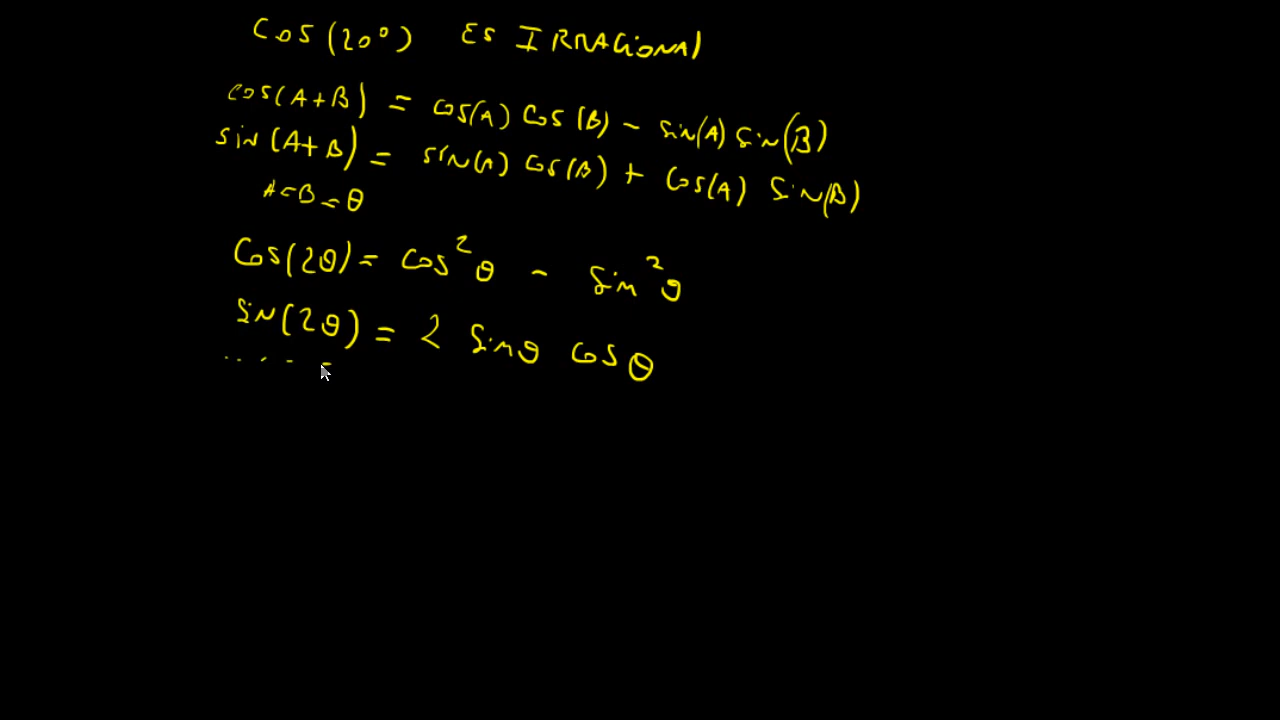 Cos(20°) ES IRRACIONAL
cos(A+B) = cos(A) Cos(B) - sin(A) sin(B)
sin(A+B) = sin(A) cos(B) + Cos(A) Sin(B)
A=B=θ
Cos(2θ) = cos²θ - sin²θ
sin(2θ) = 2 sinθ cosθ